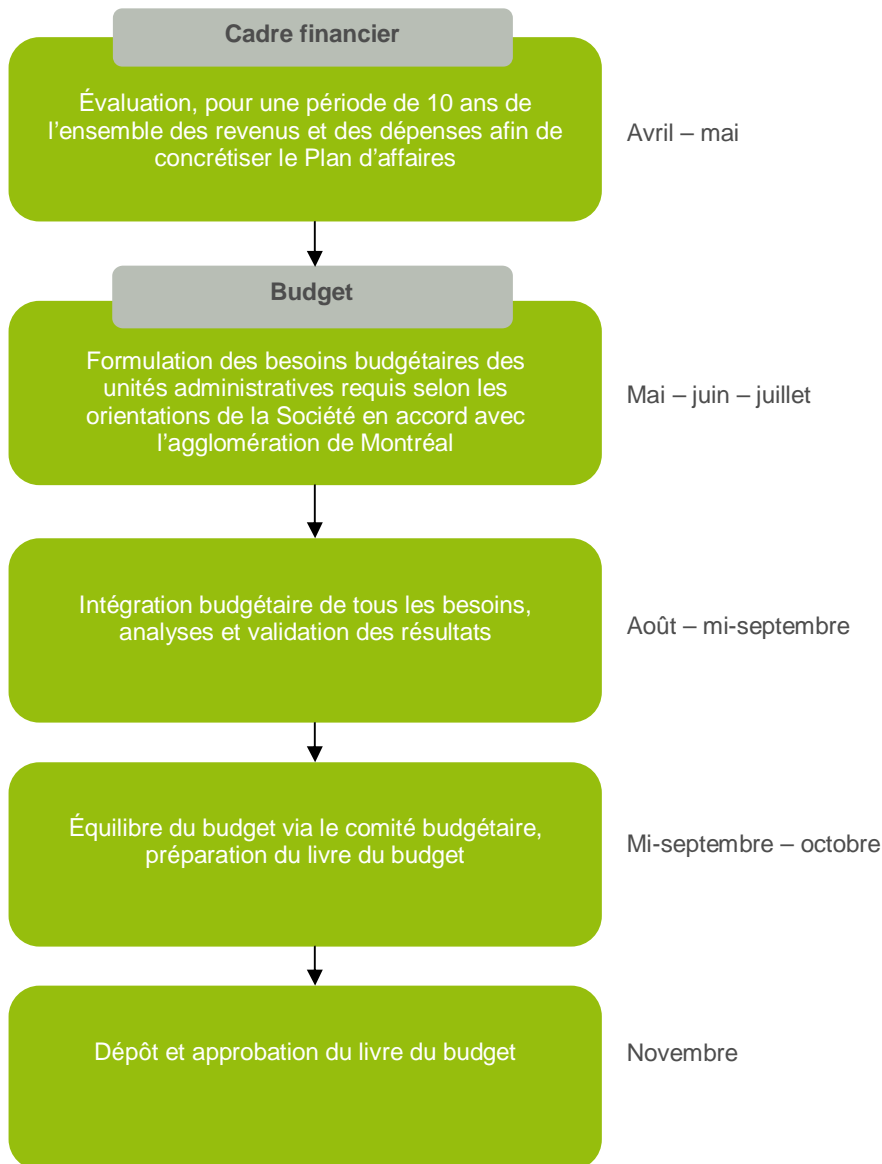 Cadre financier
Évaluation, pour une période de 10 ans de
l'ensemble des revenus et des dépenses afin de
concrétiser le Plan d'affaires
Avril – mai
Budget
Formulation des besoins budgétaires des
unités administratives requis selon les
orientations de la Société en accord avec
l'agglomération de Montréal
Mai – juin – juillet
Intégration budgétaire de tous les besoins,
analyses et validation des résultats
Août – mi-septembre
Équilibre du budget via le comité budgétaire,
préparation du livre du budget
Mi-septembre – octobre
Dépôt et approbation du livre du budget
Novembre